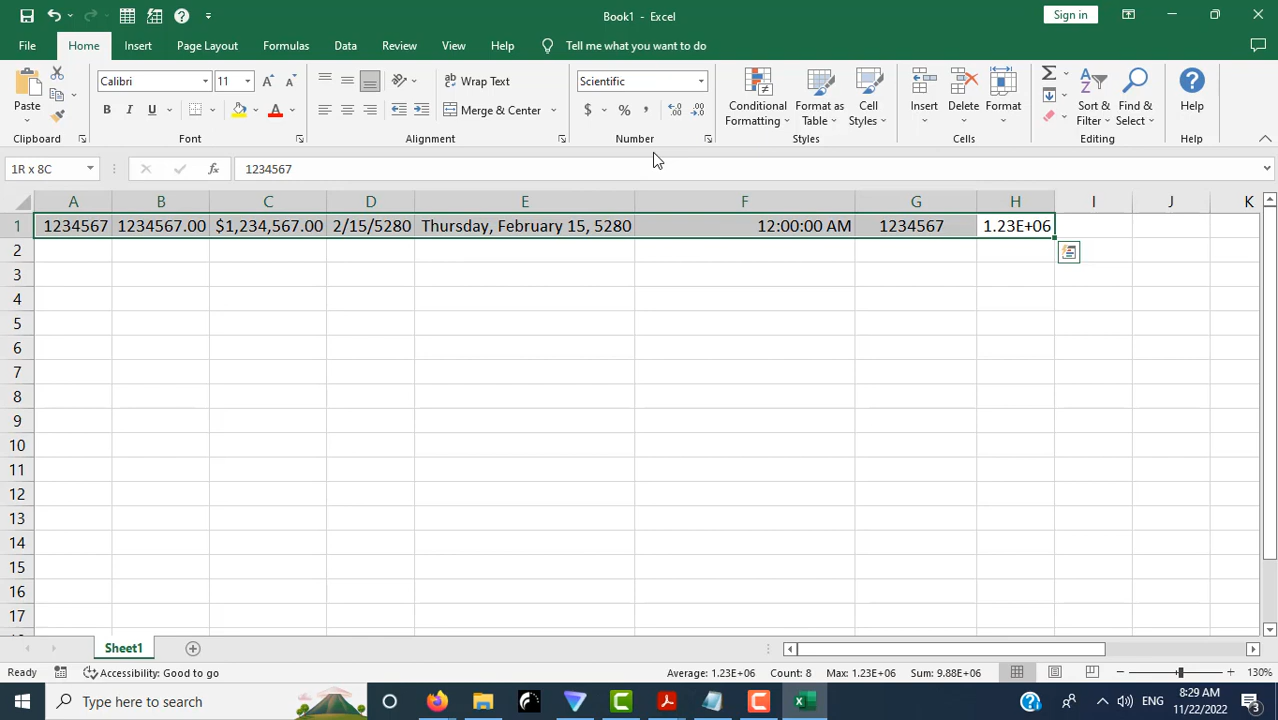 Book1 - Excel
Sign in
File Home Insert Page Layout Formulas Data Review View Help Tell me what you want to do
Paste
Clipboard
Calibri 11
B I U A
Font
Wrap Text
Merge & Center
Alignment
Scientific
$ % ,
Number
Conditional Formatting
Format as Table
Cell Styles
Styles
Insert Delete Format
Cells
Sort & Filter
Find & Select
Editing
Help
Help
1R x 8C fx 1234567
A B C D E F G H I J K
1 1234567 1234567.00 $1,234,567.00 2/15/5280 Thursday, February 15, 5280 12:00:00 AM 1234567 1.23E+06
2
3
4
5
6
7
8
9
10
11
12
13
14
15
16
17
Sheet1
Ready Accessibility: Good to go Average: 1.23E+06 Count: 8 Max: 1.23E+06 Sum: 9.88E+06 130%
Type here to search ENG 8:29 AM
11/22/2022 3